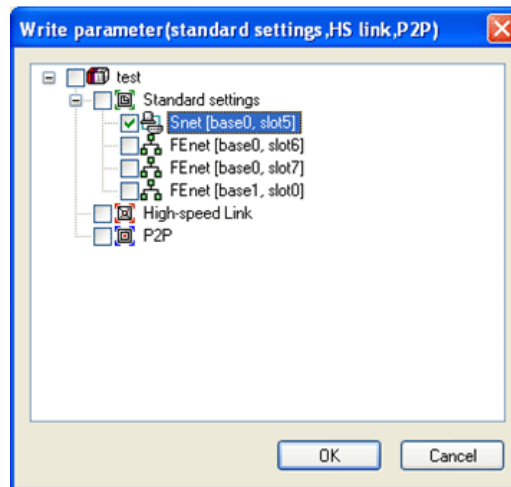 Write parameter(standard settings,HS link,P2P)
test
Standard settings
Snet [base0, slot5]
FEnet [base0, slot6]
FEnet [base0, slot7]
FEnet [base1, slot0]
High-speed Link
P2P
OK Cancel